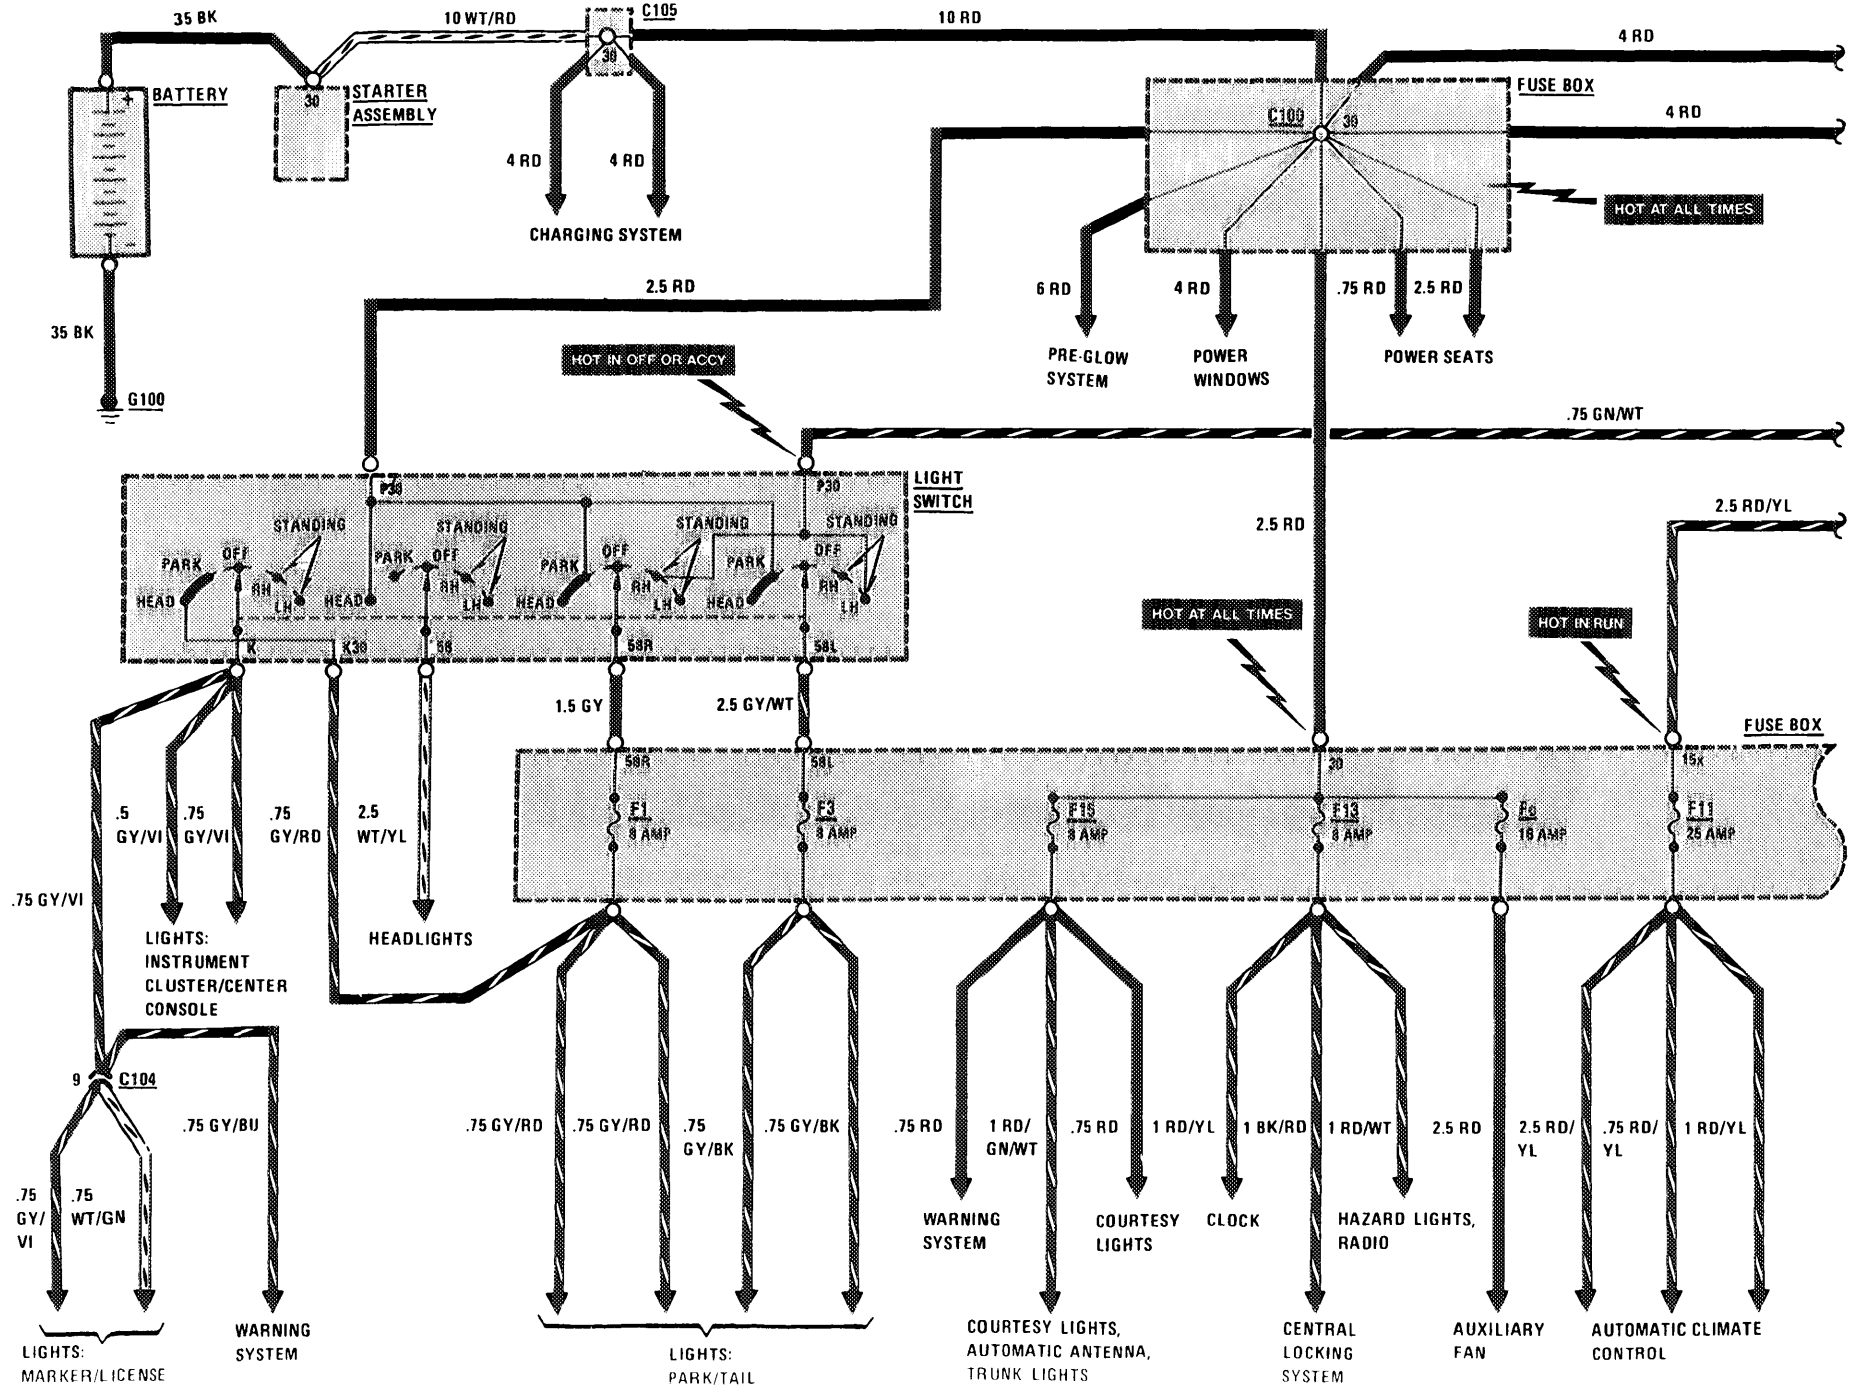 35 BK
10 WT/RD
C105
10 RD
4 RD
30
BATTERY
+
-
30
STARTER
ASSEMBLY
FUSE BOX
C100
30
4 RD
4 RD
4 RD
HOT AT ALL TIMES
CHARGING SYSTEM
2.5 RD
6 RD
4 RD
.75 RD
2.5 RD
35 BK
G100
HOT IN OFF OR ACCY
PRE-GLOW
SYSTEM
POWER
WINDOWS
POWER SEATS
.75 GN/WT
LIGHT
SWITCH
P30
P30
STANDING
STANDING
STANDING
STANDING
OFF
OFF
OFF
OFF
PARK
PARK
PARK
PARK
RH
RH
RH
RH
HEAD
LH
HEAD
LH
HEAD
LH
HEAD
LH
K
K30
56
58R
58L
2.5 RD
2.5 RD/YL
HOT AT ALL TIMES
HOT IN RUN
1.5 GY
2.5 GY/WT
FUSE BOX
58R
58L
30
15x
F1
8 AMP
F3
8 AMP
F15
8 AMP
F13
8 AMP
16 AMP
F11
25 AMP
.5
GY/VI
.75
GY/VI
.75
GY/RD
2.5
WT/YL
.75 GY/VI
LIGHTS:
INSTRUMENT
CLUSTER/CENTER
CONSOLE
HEADLIGHTS
9
C104
.75 GY/BU
.75 GY/RD
.75 GY/RD
.75
GY/BK
.75 GY/BK
.75 RD
1 RD/
GN/WT
.75 RD
1 RD/YL
1 BK/RD
1 RD/WT
2.5 RD
2.5 RD/
YL
.75 RD/
YL
1 RD/YL
.75
GY/
VI
.75
WT/GN
WARNING
SYSTEM
COURTESY
LIGHTS
CLOCK
HAZARD LIGHTS,
RADIO
LIGHTS:
MARKER/LICENSE
WARNING
SYSTEM
LIGHTS:
PARK/TAIL
COURTESY LIGHTS,
AUTOMATIC ANTENNA,
TRUNK LIGHTS
CENTRAL
LOCKING
SYSTEM
AUXILIARY
FAN
AUTOMATIC CLIMATE
CONTROL